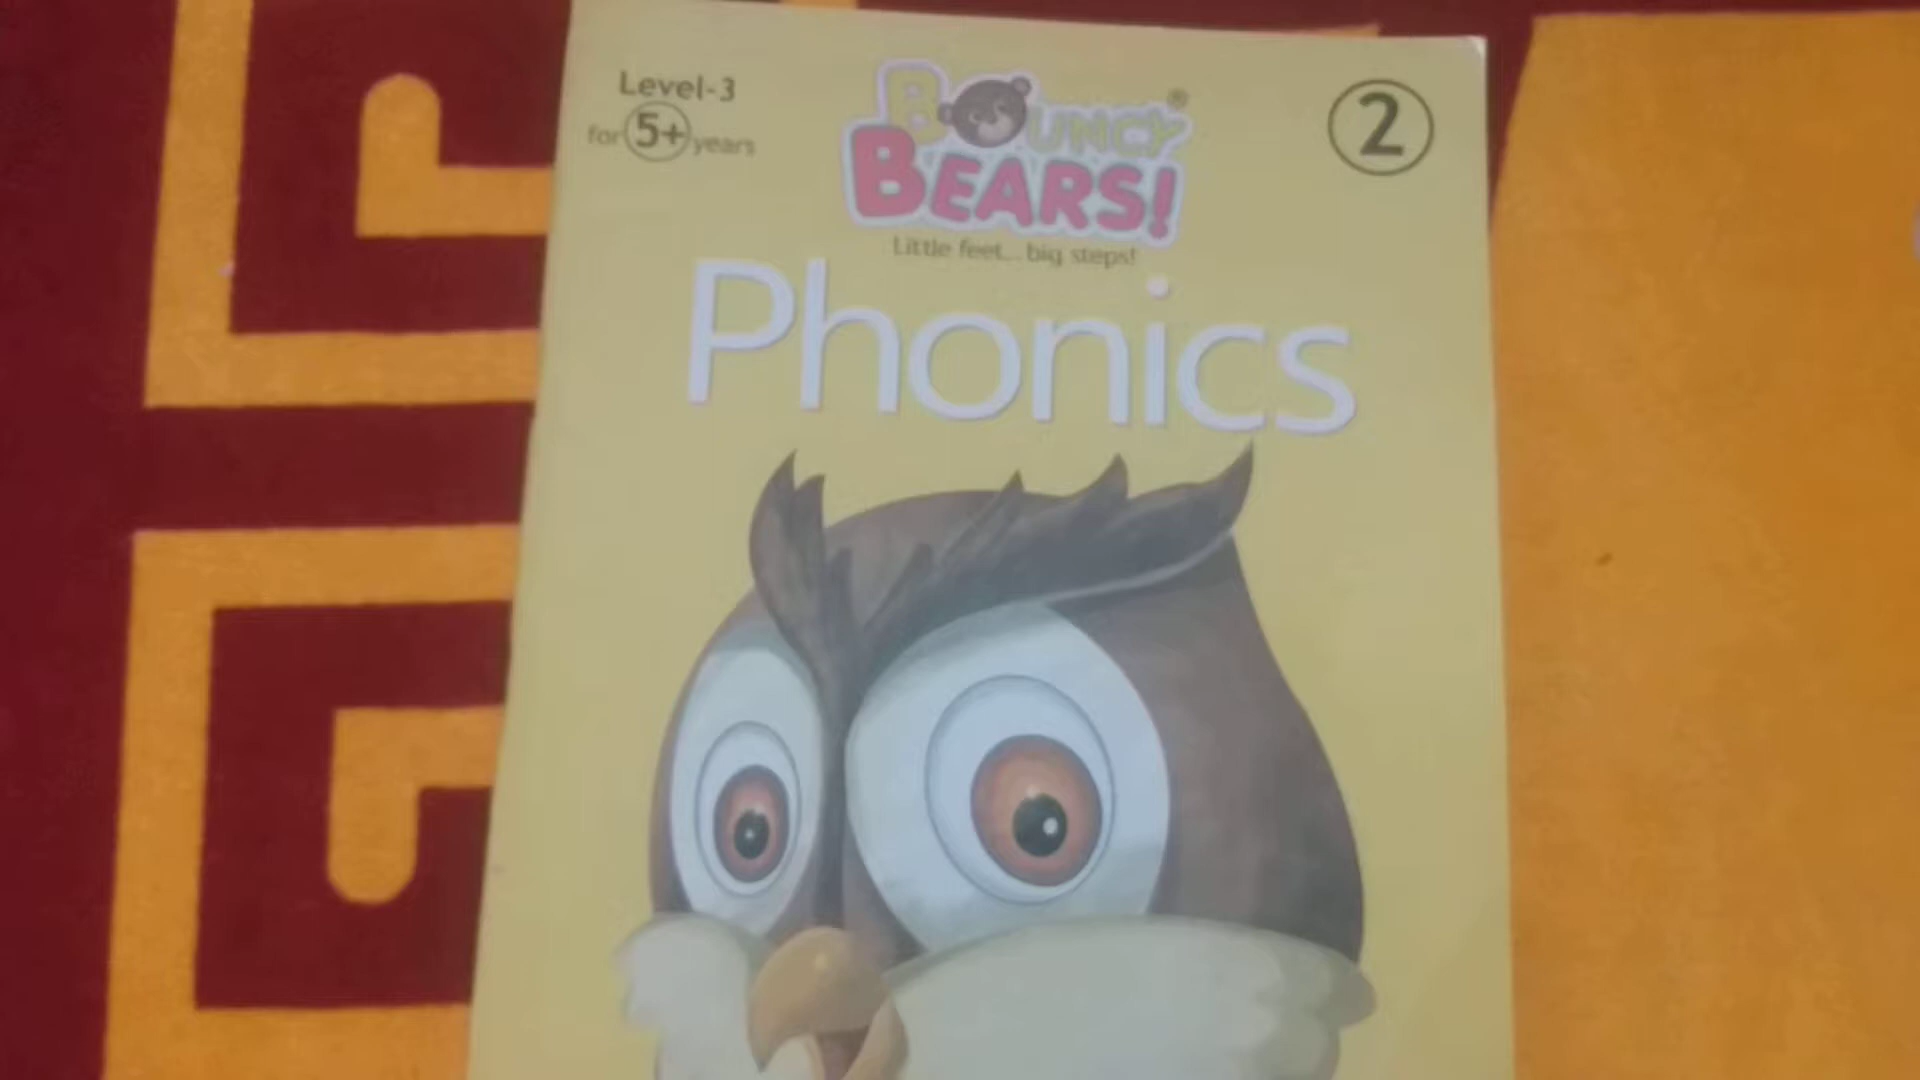 Level-3
for 5+ years
BOUNCY
BEARS!
®
Little feet... big steps!
2
Phonics